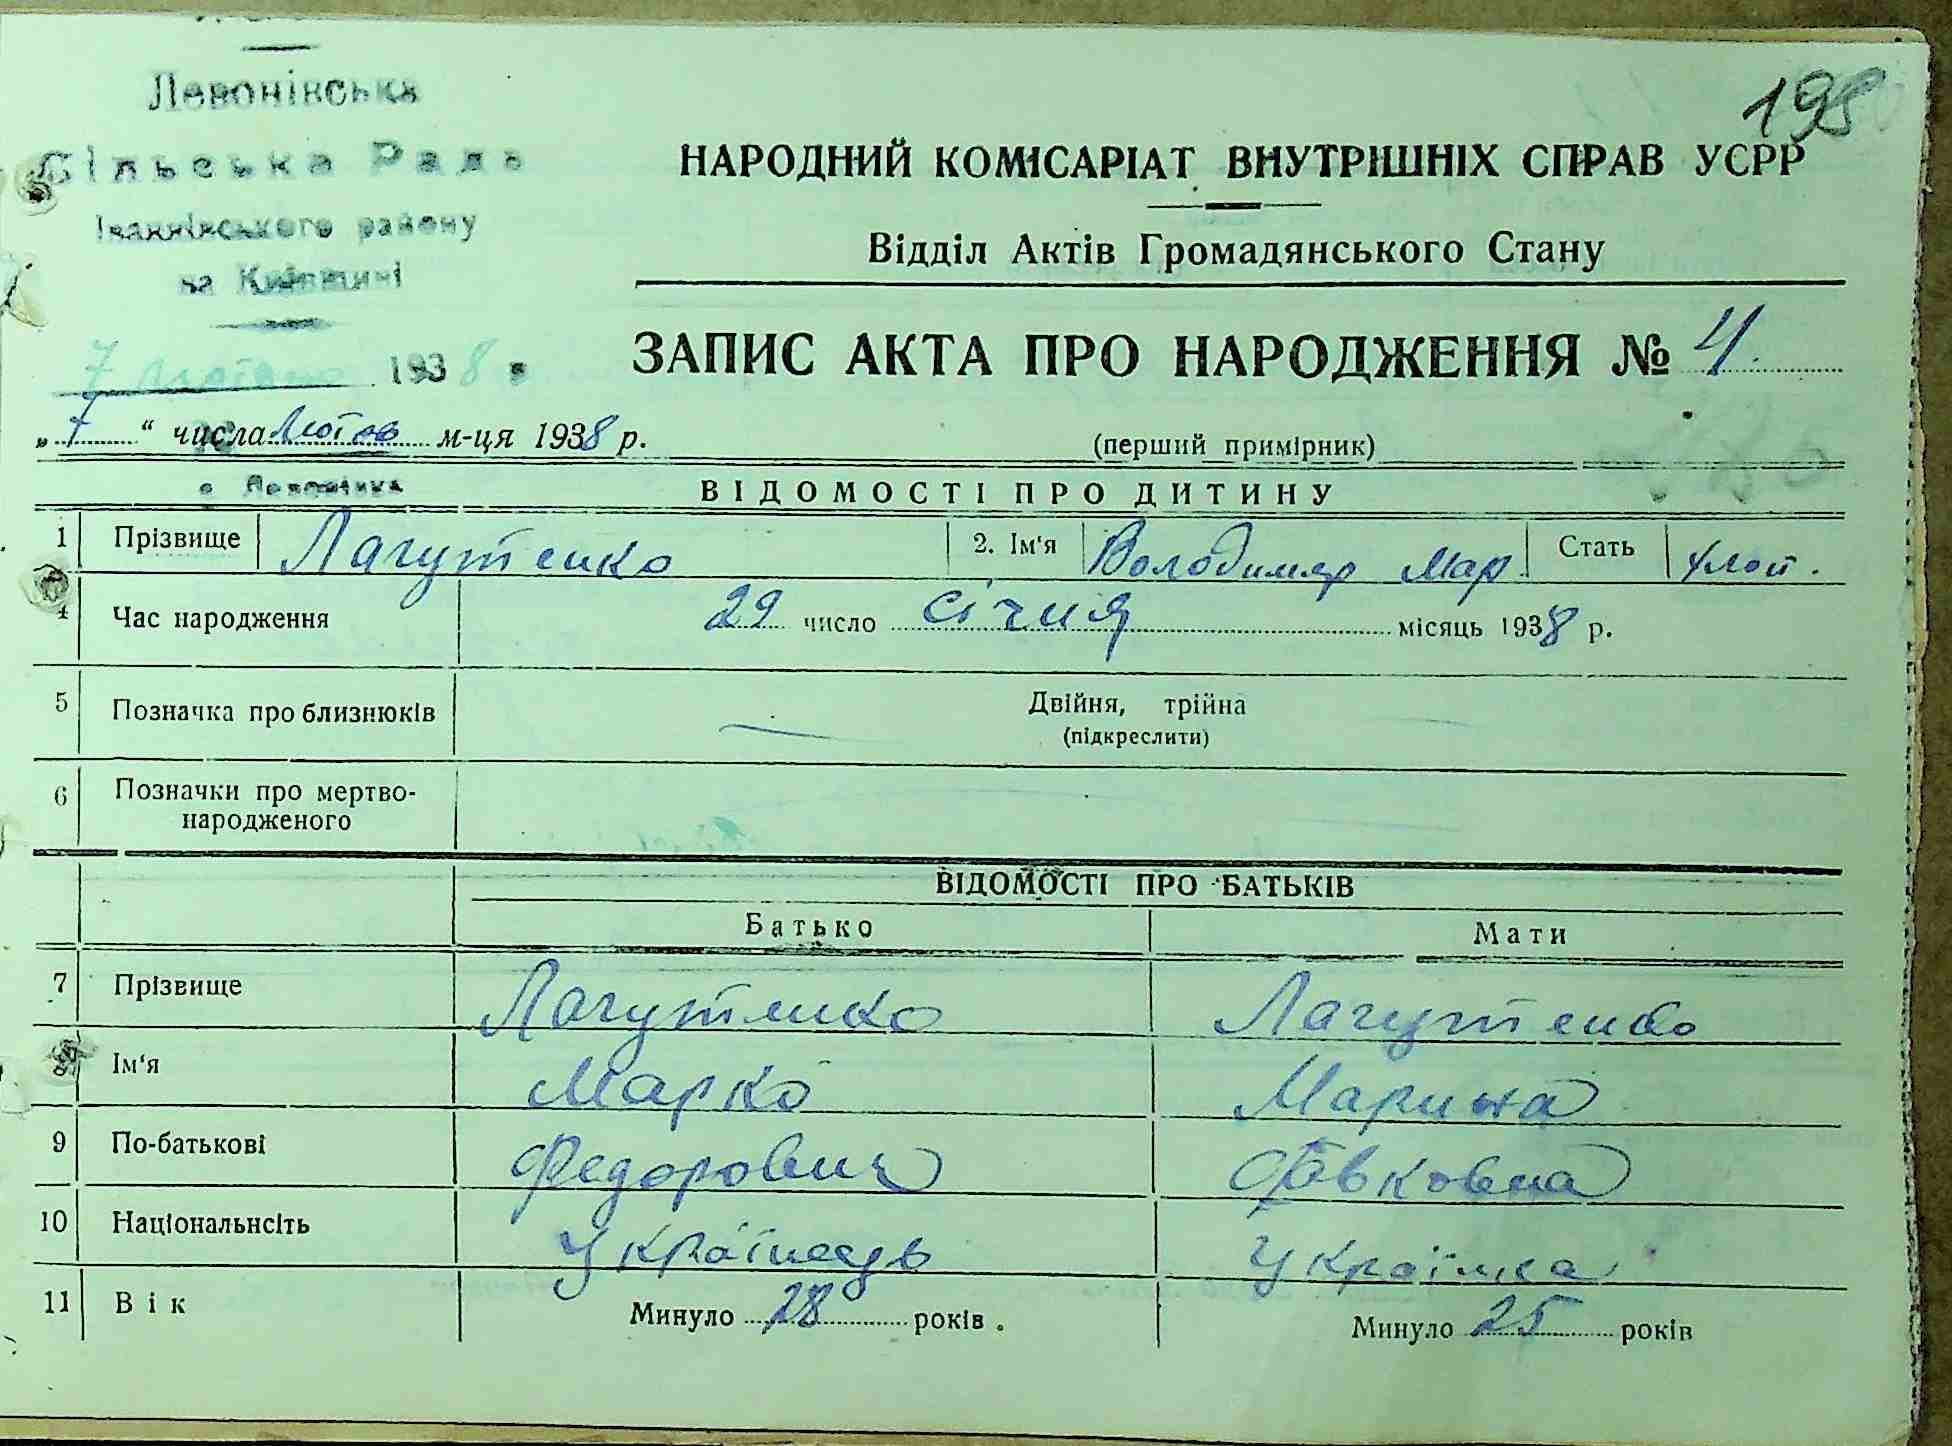 Левонівська
Сільська Рада
Іванківського району
на Київщині
7 лютого 1938 р
198
НАРОДНИЙ КОМІСАРІАТ ВНУТРІШНІХ СПРАВ УСРР
Відділ Актів Громадянського Стану
ЗАПИС АКТА ПРО НАРОДЖЕННЯ № 4.
„7“ числа Лютого м-ця 1938 р.
(перший примірник)
ВІДОМОСТІ ПРО ДИТИНУ
1 Прізвище Лагутенко 2. Ім‘я Володимир Мар. Стать хлоп.
4 Час народження 29 число січня місяць 1938 р.
5 Позначка про близнюків Двійня, трійна
(підкреслити)
6 Позначки про мертво-
народженого
ВІДОМОСТІ ПРО БАТЬКІВ
Батько Мати
7 Прізвище Лагутенко Лагутенко
8 Ім‘я Марко Марина
9 По-батькові Федорович
10 Національнсіть Українець Українка
11 Вік Минуло 28 років. Минуло 25 років